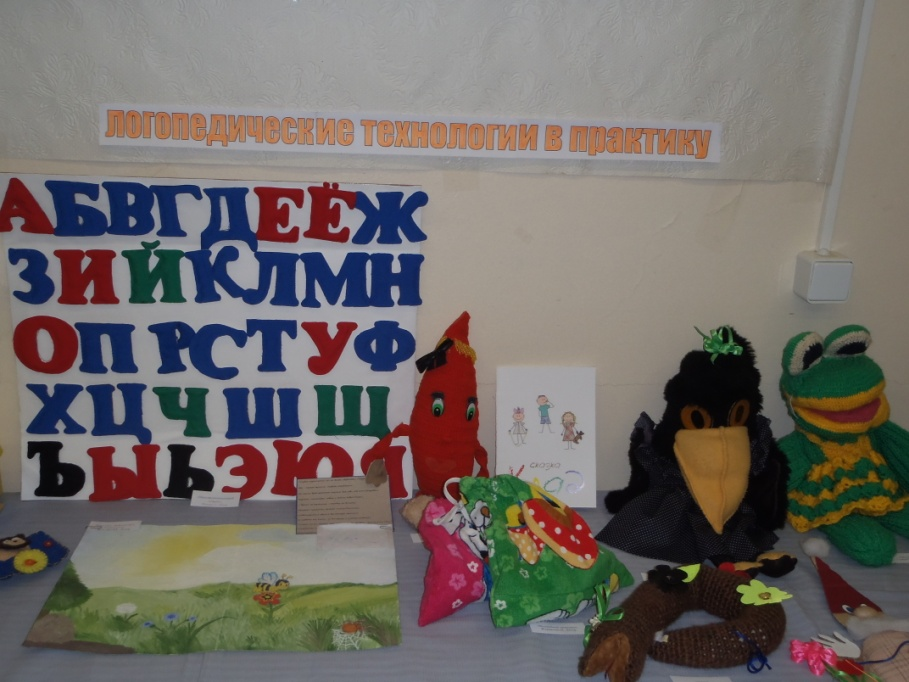 логопедические технологии в практику
АБВГДЕЁЖ
ЗИЙКЛМН
ОПРСТУФ
ХЦЧШЩ
ЪЫЬЭЮЯ